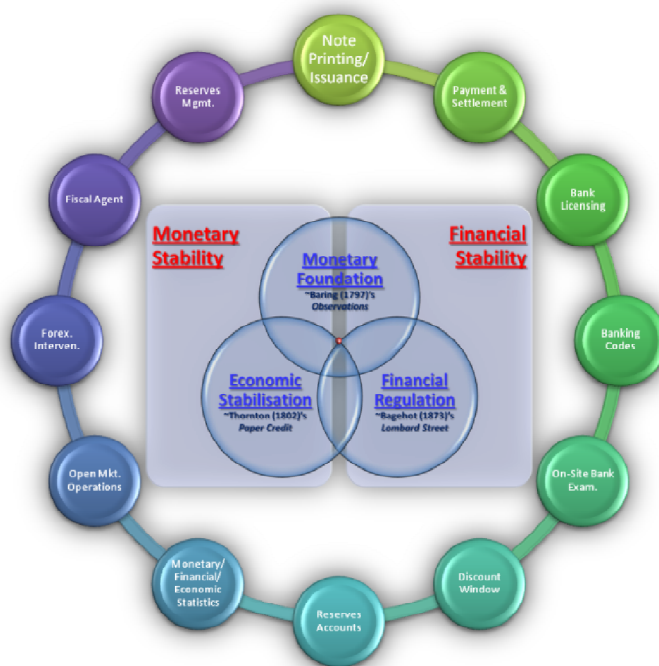 Note
Printing/
Issuance
Payment &
Settlement
Bank
Licensing
Banking
Codes
On-Site Bank
Exam.
Discount
Window
Reserves
Accounts
Monetary/
Financial/
Economic
Statistics
Open Mkt.
Operations
Forex.
Interven.
Fiscal Agent
Reserves
Mgmt.
Monetary
Stability
Financial
Stability
Monetary
Foundation
~Baring (1797)'s
Observations
Economic
Stabilisation
~Thornton (1802)'s
Paper Credit
Financial
Regulation
~Bagehot (1873)'s
Lombard Street